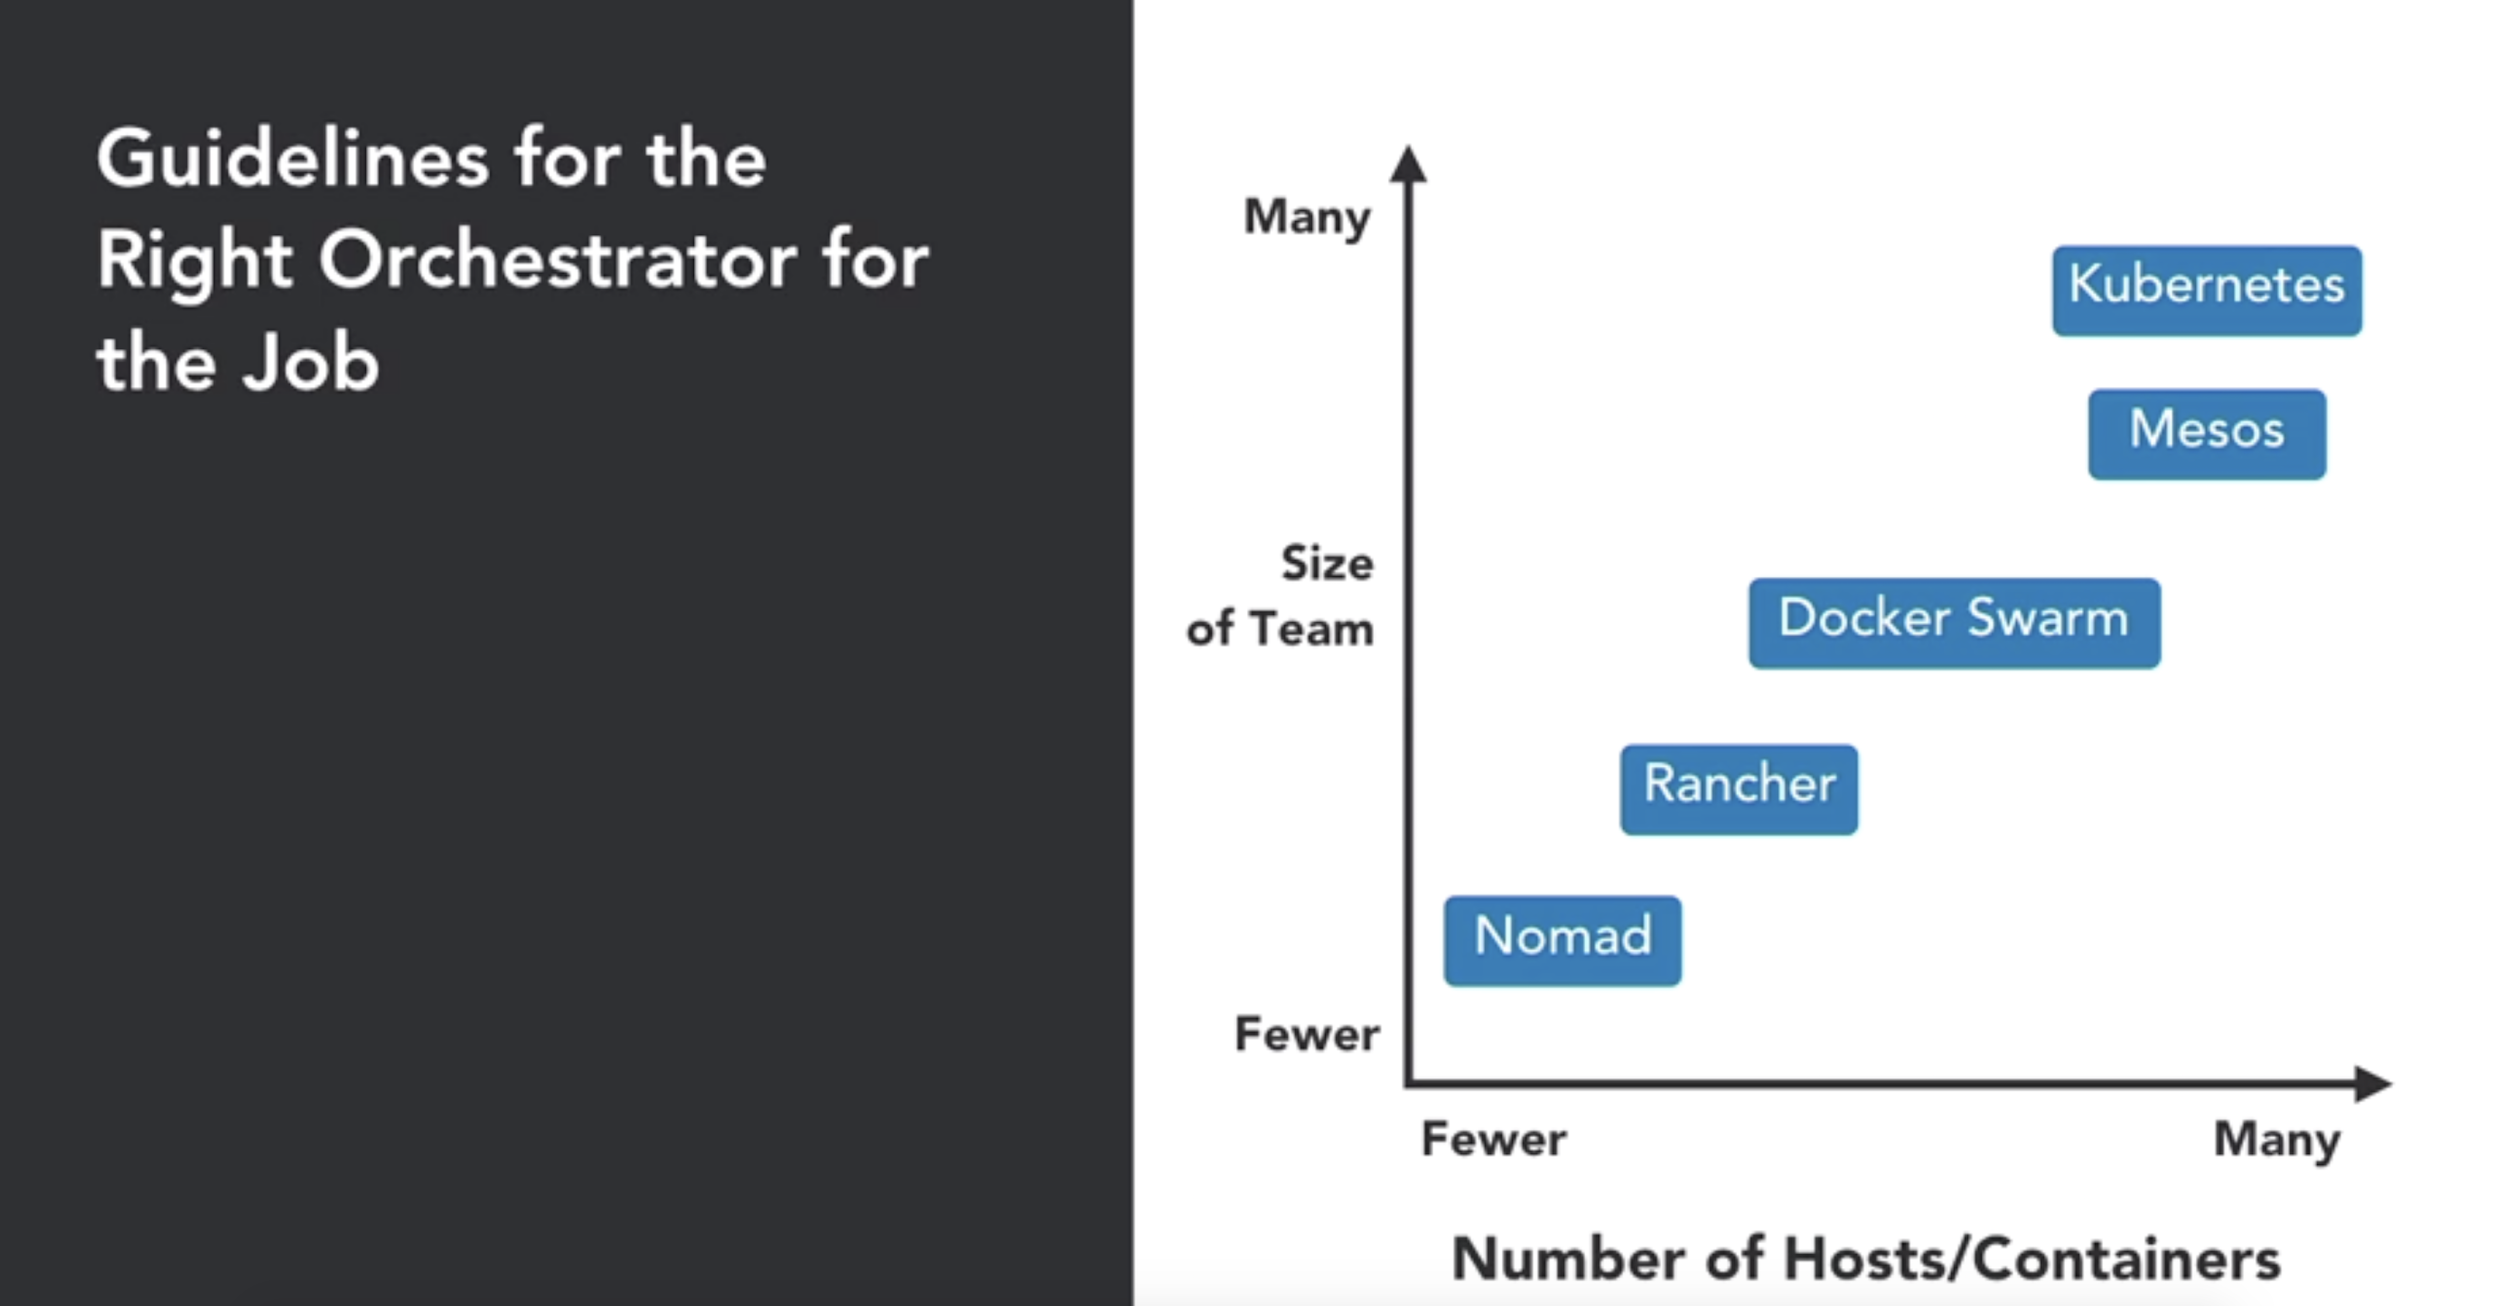 Guidelines for the
Right Orchestrator for
the Job
Many
Kubernetes
Mesos
Size
of Team
Docker Swarm
Rancher
Nomad
Fewer
Fewer
Many
Number of Hosts/Containers